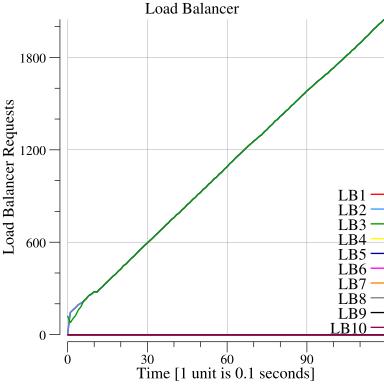 Load Balancer
Load Balancer Requests
1800
1200
600
0
0 30 60 90
Time [1 unit is 0.1 seconds]
LB1
LB2
LB3
LB4
LB5
LB6
LB7
LB8
LB9
LB10